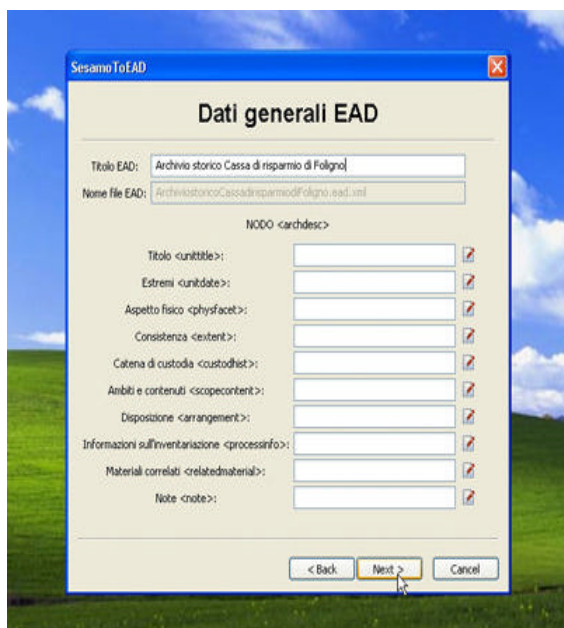 SesamoToEAD
Dati generali EAD
Titolo EAD: Archivio storico Cassa di risparmio di Foligno
Nome file EAD: ArchiviostoricoCassadirisparmiodiFoligno.ead.xml
NODO <archdesc>
Titolo <unittitle>:
Estremi <unitdate>:
Aspetto fisico <physfacet>:
Consistenza <extent>:
Catena di custodia <custodhist>:
Ambiti e contenuti <scopecontent>:
Disposizione <arrangement>:
Informazioni sull'inventariazione <processinfo>:
Materiali correlati <relatedmaterial>:
Note <note>:
< Back Next > Cancel